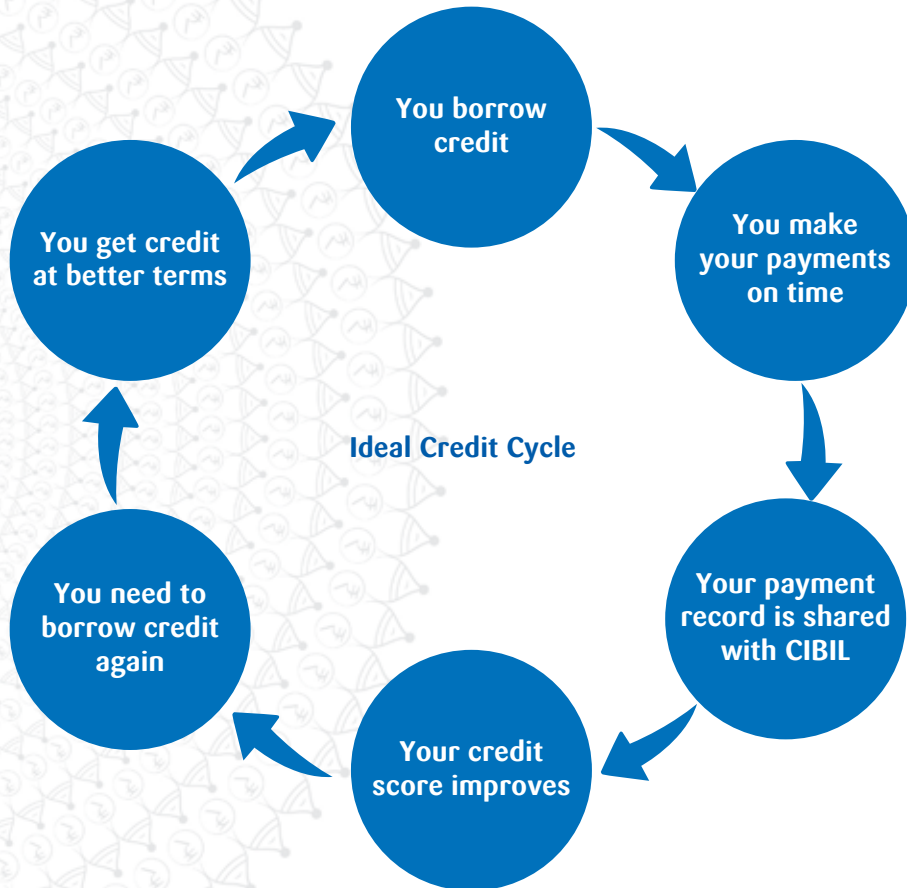 You borrow
credit
You make
your payments
on time
Your payment
record is shared
with CIBIL
Your credit
score improves
You need to
borrow credit
again
You get credit
at better terms
Ideal Credit Cycle